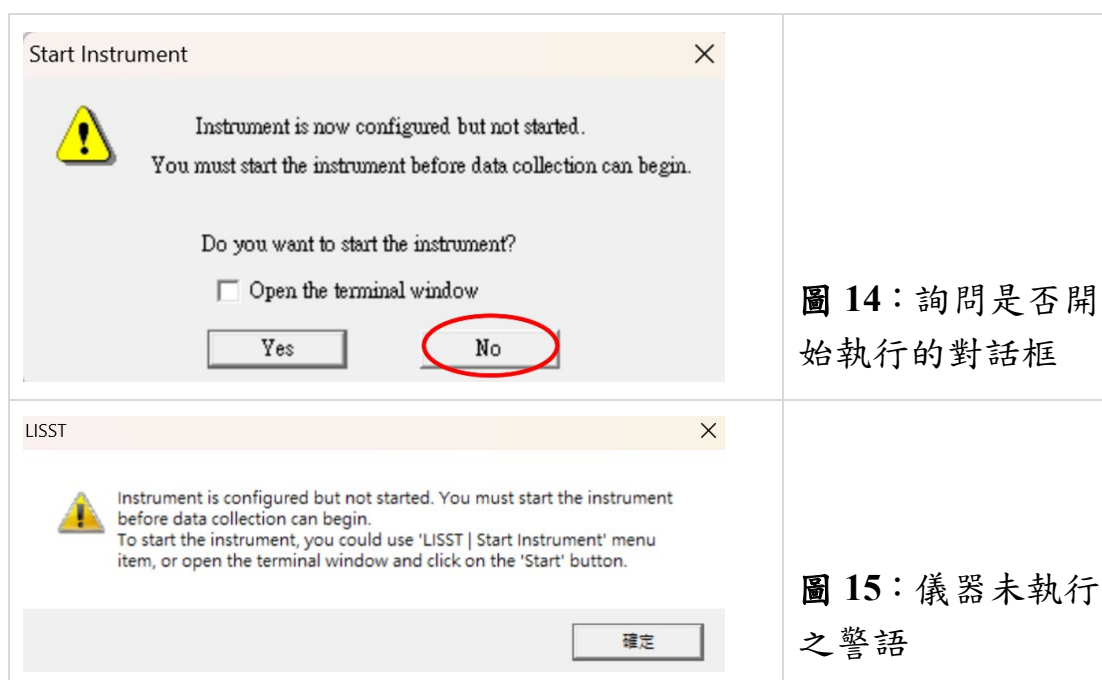 Start Instrument
Instrument is now configured but not started.
You must start the instrument before data collection can begin.
Do you want to start the instrument?
Open the terminal window
Yes
No
圖 14：詢問是否開
始執行的對話框
LISST
Instrument is configured but not started. You must start the instrument
before data collection can begin.
To start the instrument, you could use 'LISST | Start Instrument' menu
item, or open the terminal window and click on the 'Start' button.
確定
圖 15：儀器未執行
之警語